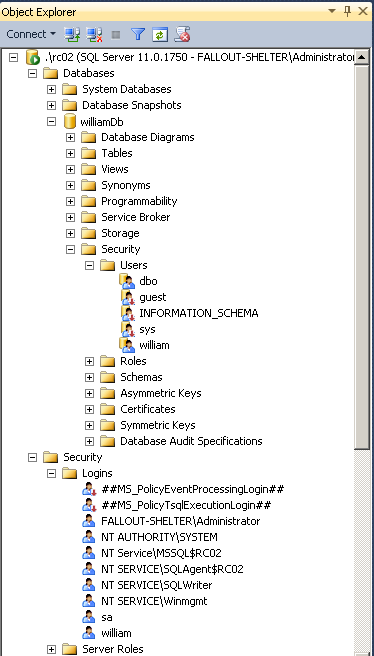 Object Explorer
Connect
.\rc02 (SQL Server 11.0.1750 - FALLOUT-SHELTER\Administrator
Databases
System Databases
Database Snapshots
williamDb
Database Diagrams
Tables
Views
Synonyms
Programmability
Service Broker
Storage
Security
Users
dbo
guest
INFORMATION_SCHEMA
sys
william
Roles
Schemas
Asymmetric Keys
Certificates
Symmetric Keys
Database Audit Specifications
Security
Logins
##MS_PolicyEventProcessingLogin##
##MS_PolicyTsqlExecutionLogin##
FALLOUT-SHELTER\Administrator
NT AUTHORITY\SYSTEM
NT Service\MSSQL$RC02
NT SERVICE\SQLAgent$RC02
NT SERVICE\SQLWriter
NT SERVICE\Winmgmt
sa
william
Server Roles